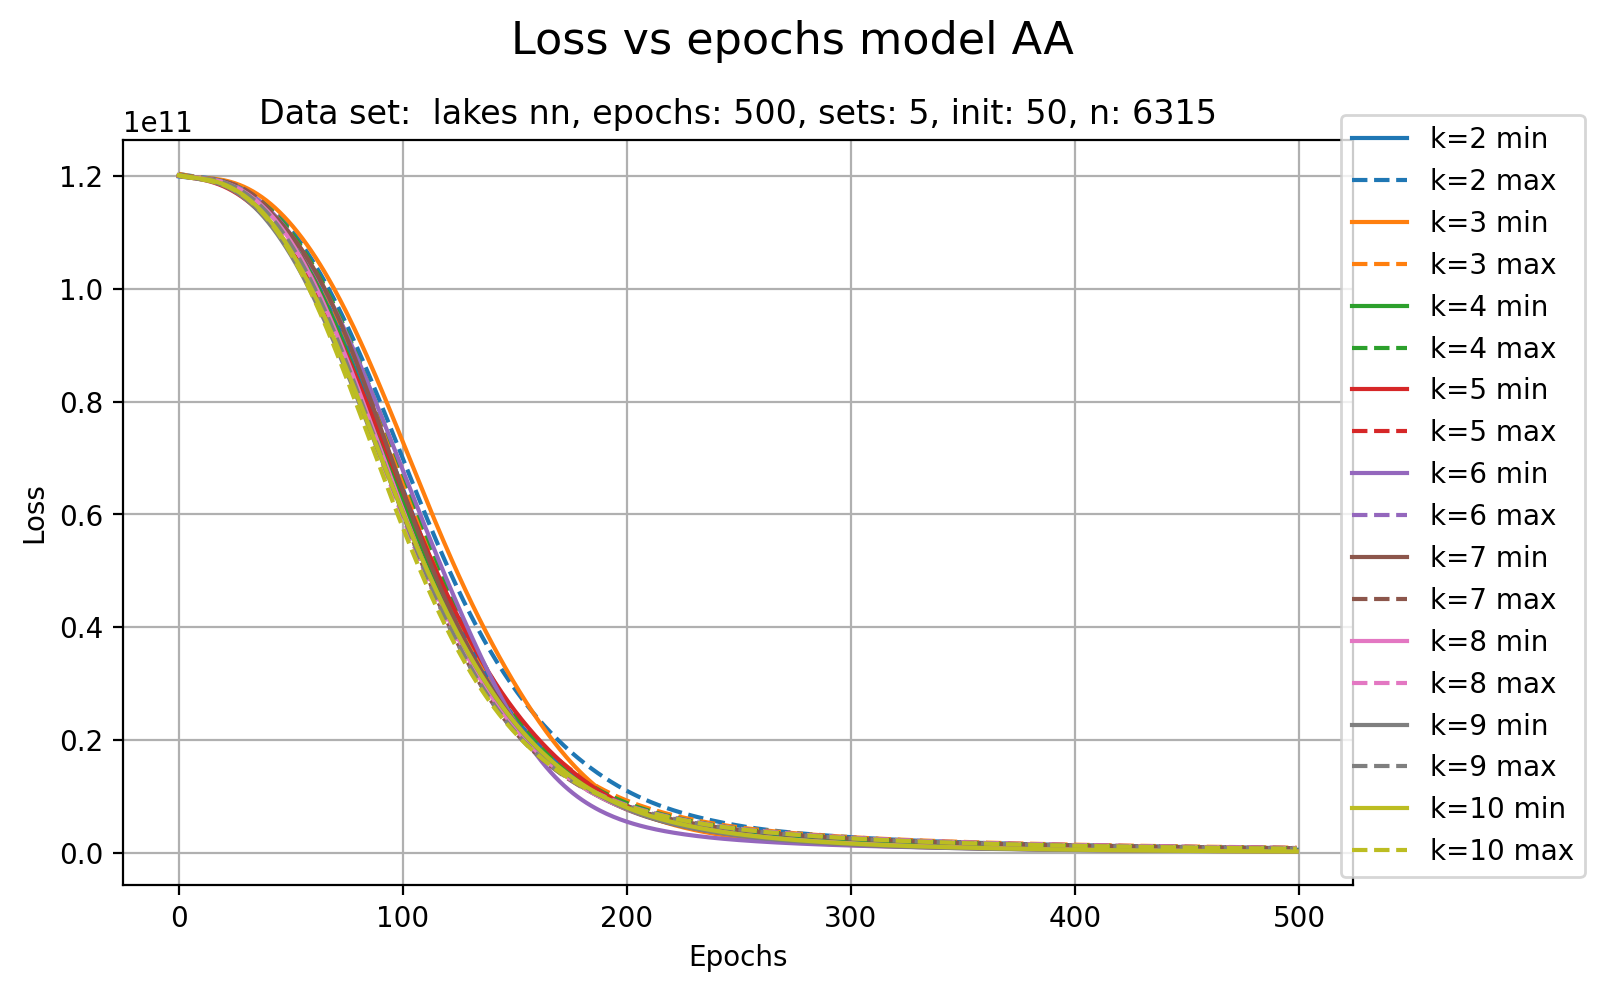 Loss vs epochs model AA
Data set:  lakes nn, epochs: 500, sets: 5, init: 50, n: 6315
1e11
1.2
1.0
0.8
0.6
0.4
0.2
0.0
Loss
0 100 200 300 400 500
Epochs
k=2 min
k=2 max
k=3 min
k=3 max
k=4 min
k=4 max
k=5 min
k=5 max
k=6 min
k=6 max
k=7 min
k=7 max
k=8 min
k=8 max
k=9 min
k=9 max
k=10 min
k=10 max